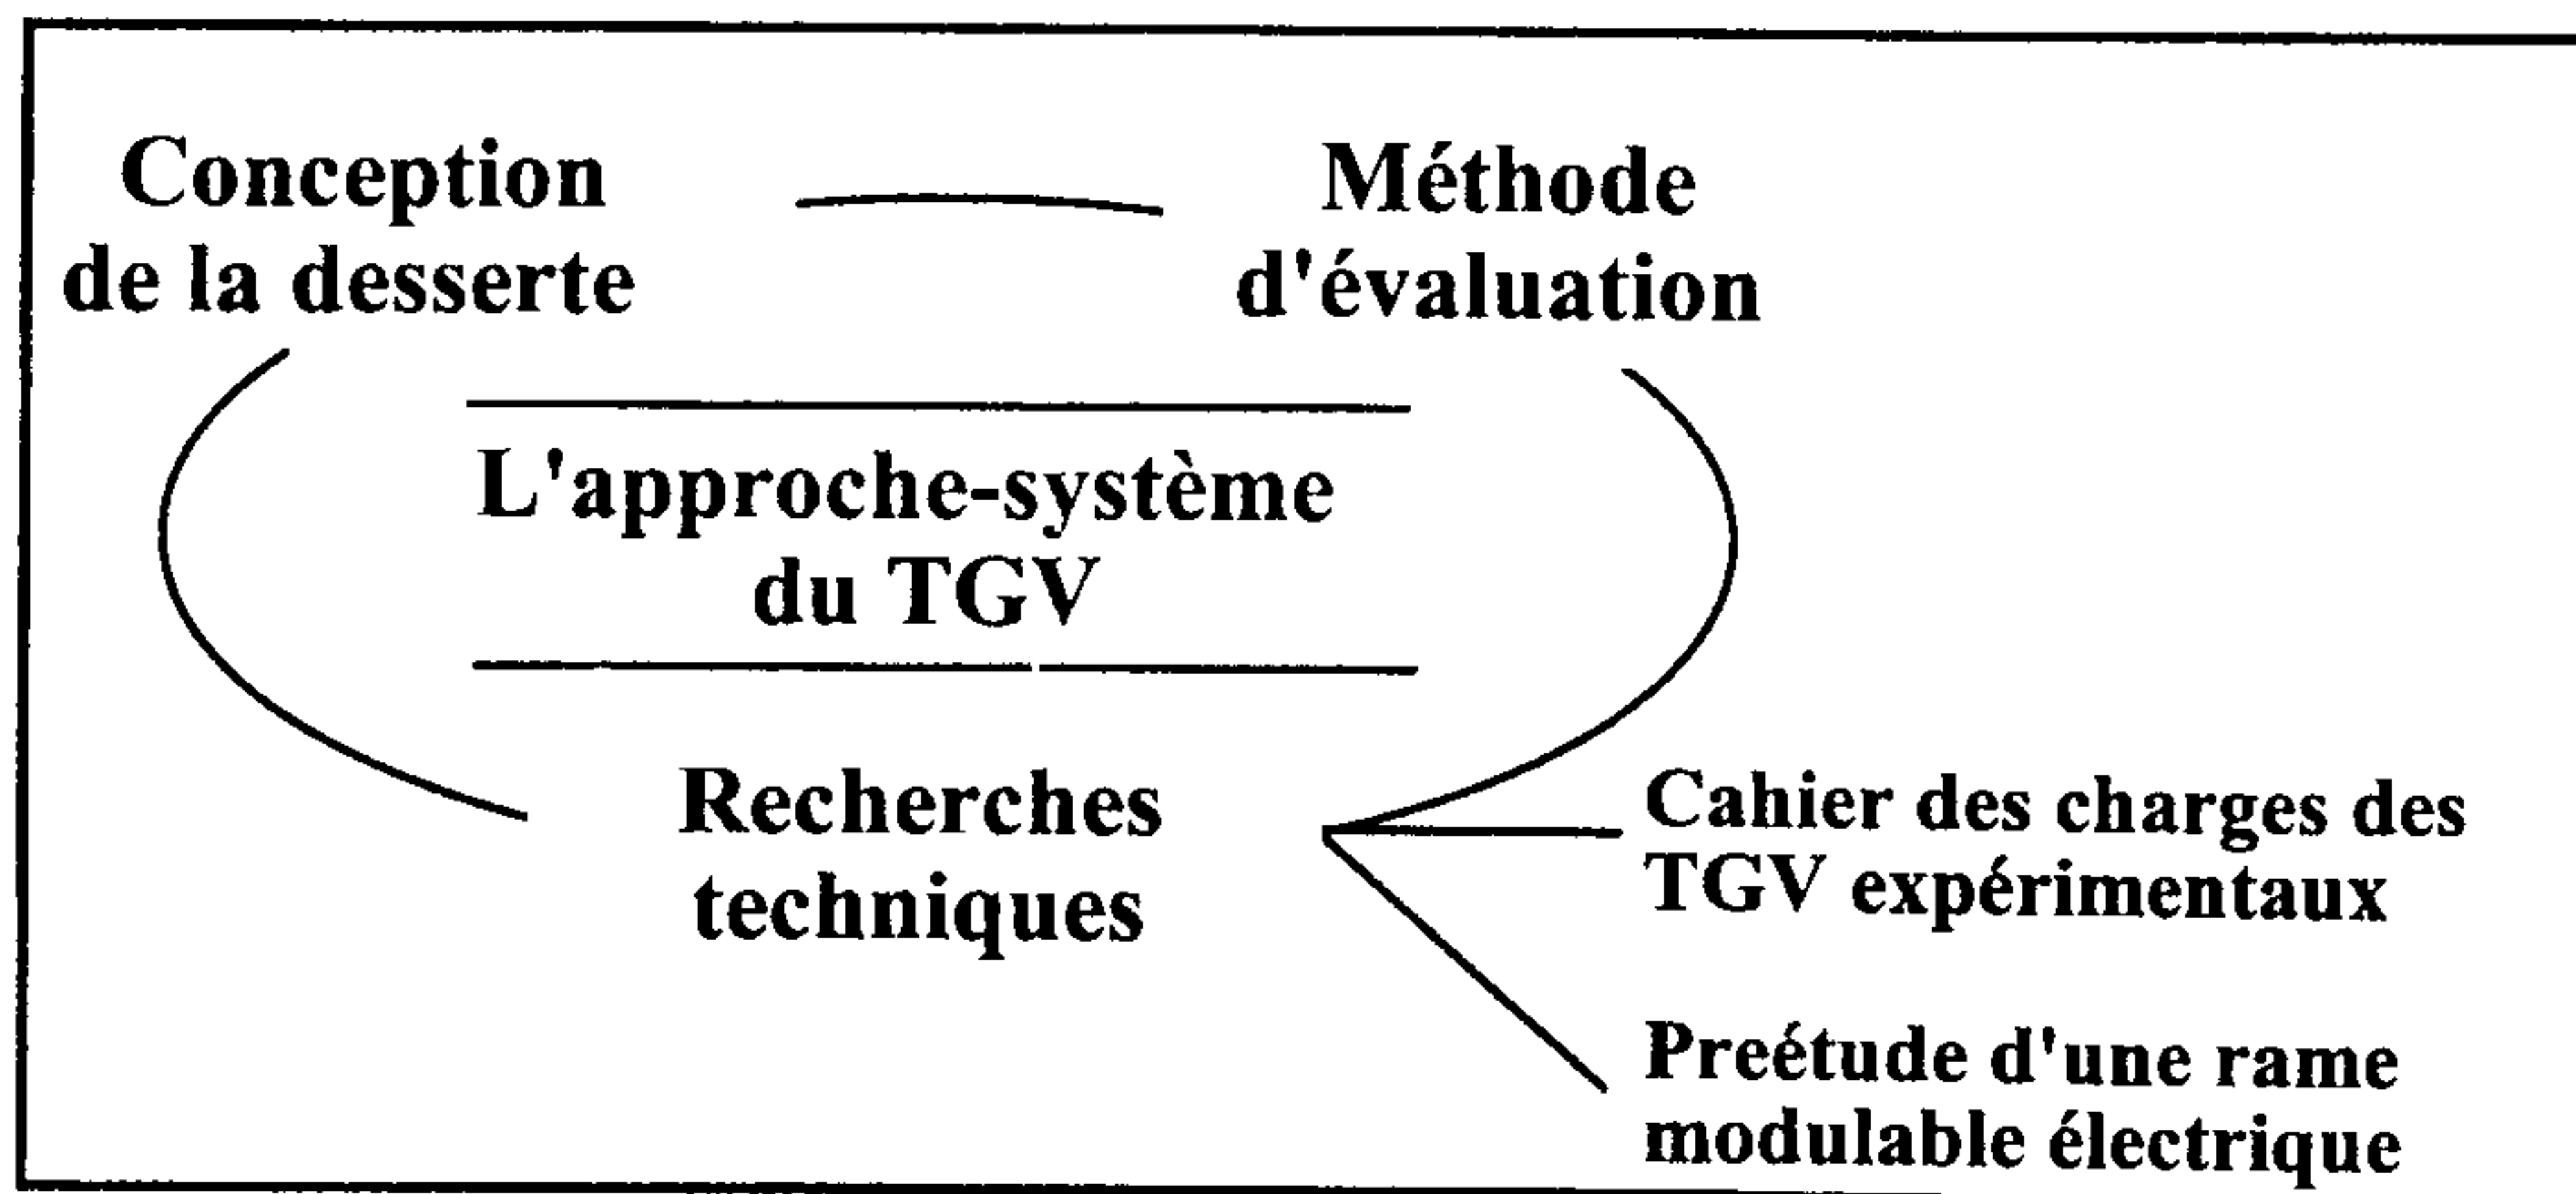 Conception
de la desserte
Méthode
d'évaluation
L'approche-système
du TGV
Recherches
techniques
Cahier des charges des
TGV expérimentaux
Preétude d'une rame
modulable électrique